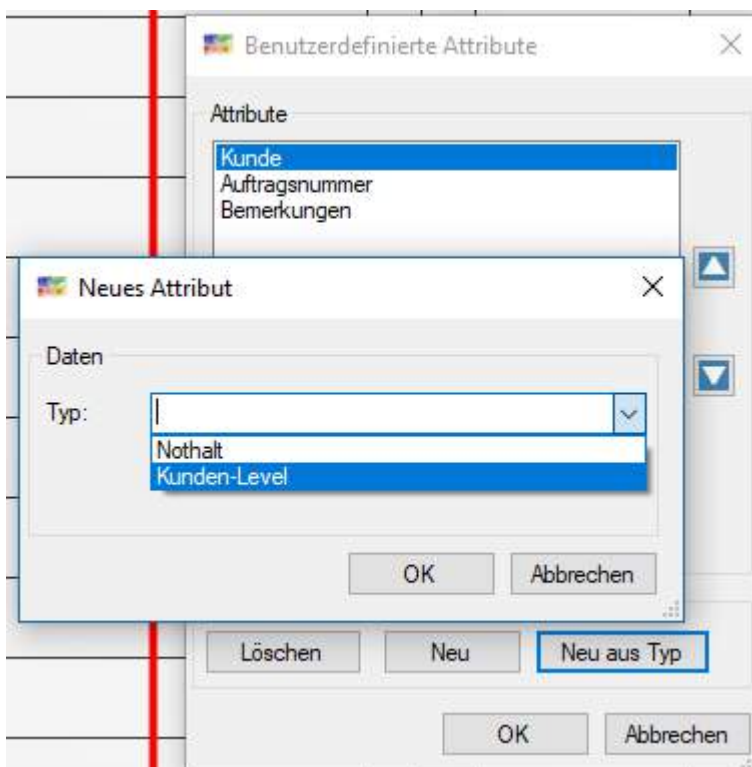 Benutzerdefinierte Attribute
Attribute
Kunde
Auftragsnummer
Bemerkungen
Neues Attribut
Daten
Typ:
Nothalt
Kunden-Level
OK Abbrechen
Löschen Neu Neu aus Typ
OK Abbrechen